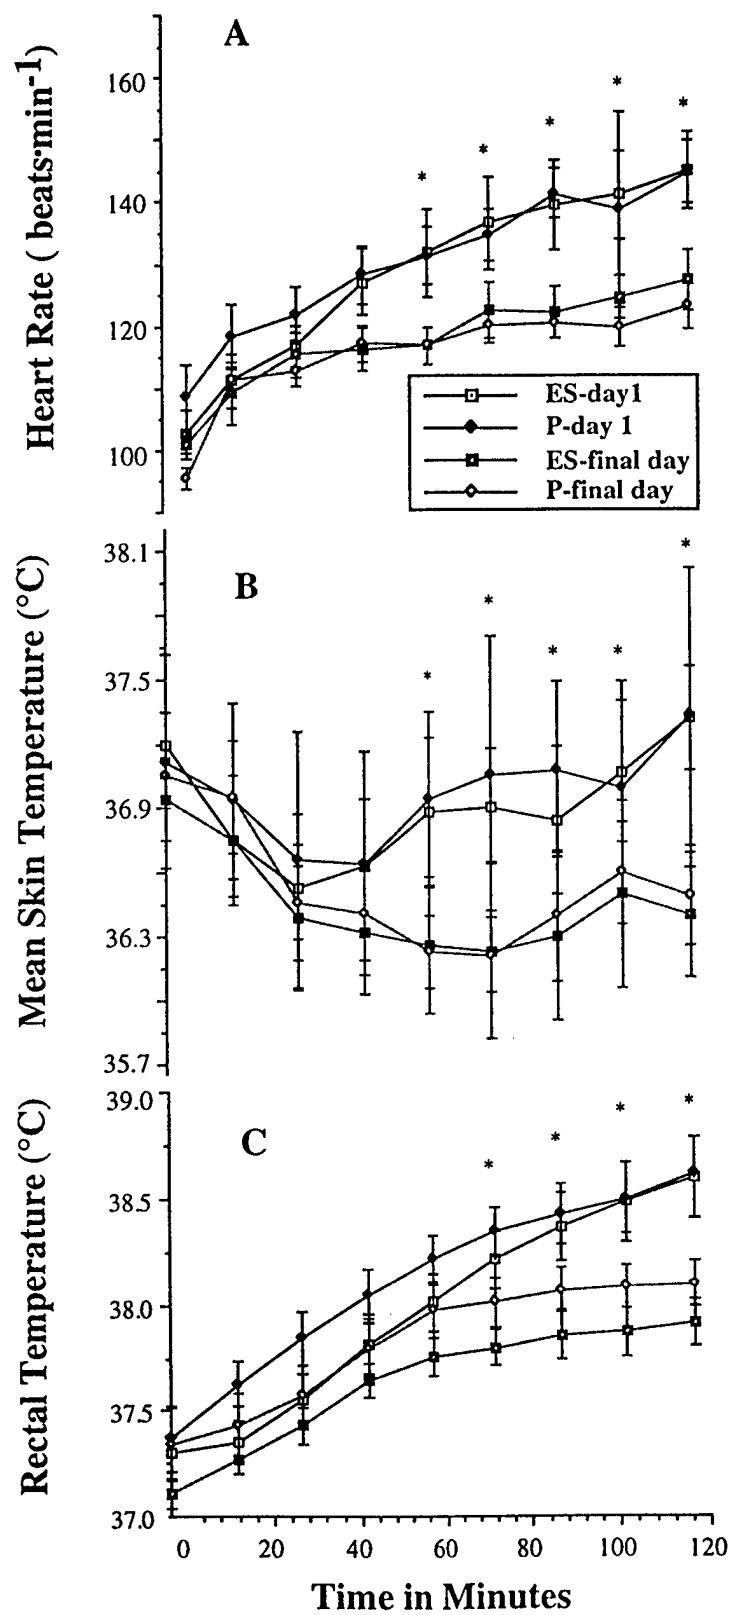 A
Heart Rate ( beats·min-1)
160
*
*
*
*
*
*
140
120
100
ES-day1
P-day 1
ES-final day
P-final day
B
Mean Skin Temperature (°C)
38.1
*
*
*
*
*
37.5
36.9
36.3
35.7
C
Rectal Temperature (°C)
39.0
*
*
*
*
38.5
38.0
37.5
37.0
0 20 40 60 80 100 120
Time in Minutes